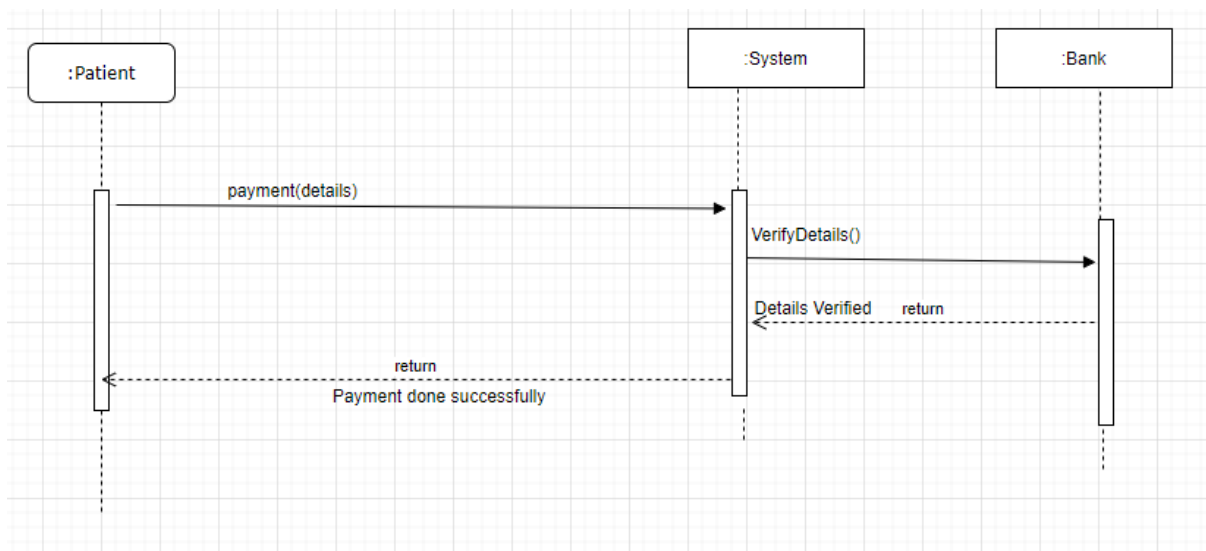 :Patient
:System
:Bank
payment(details)
VerifyDetails()
Details Verified return
return
Payment done successfully